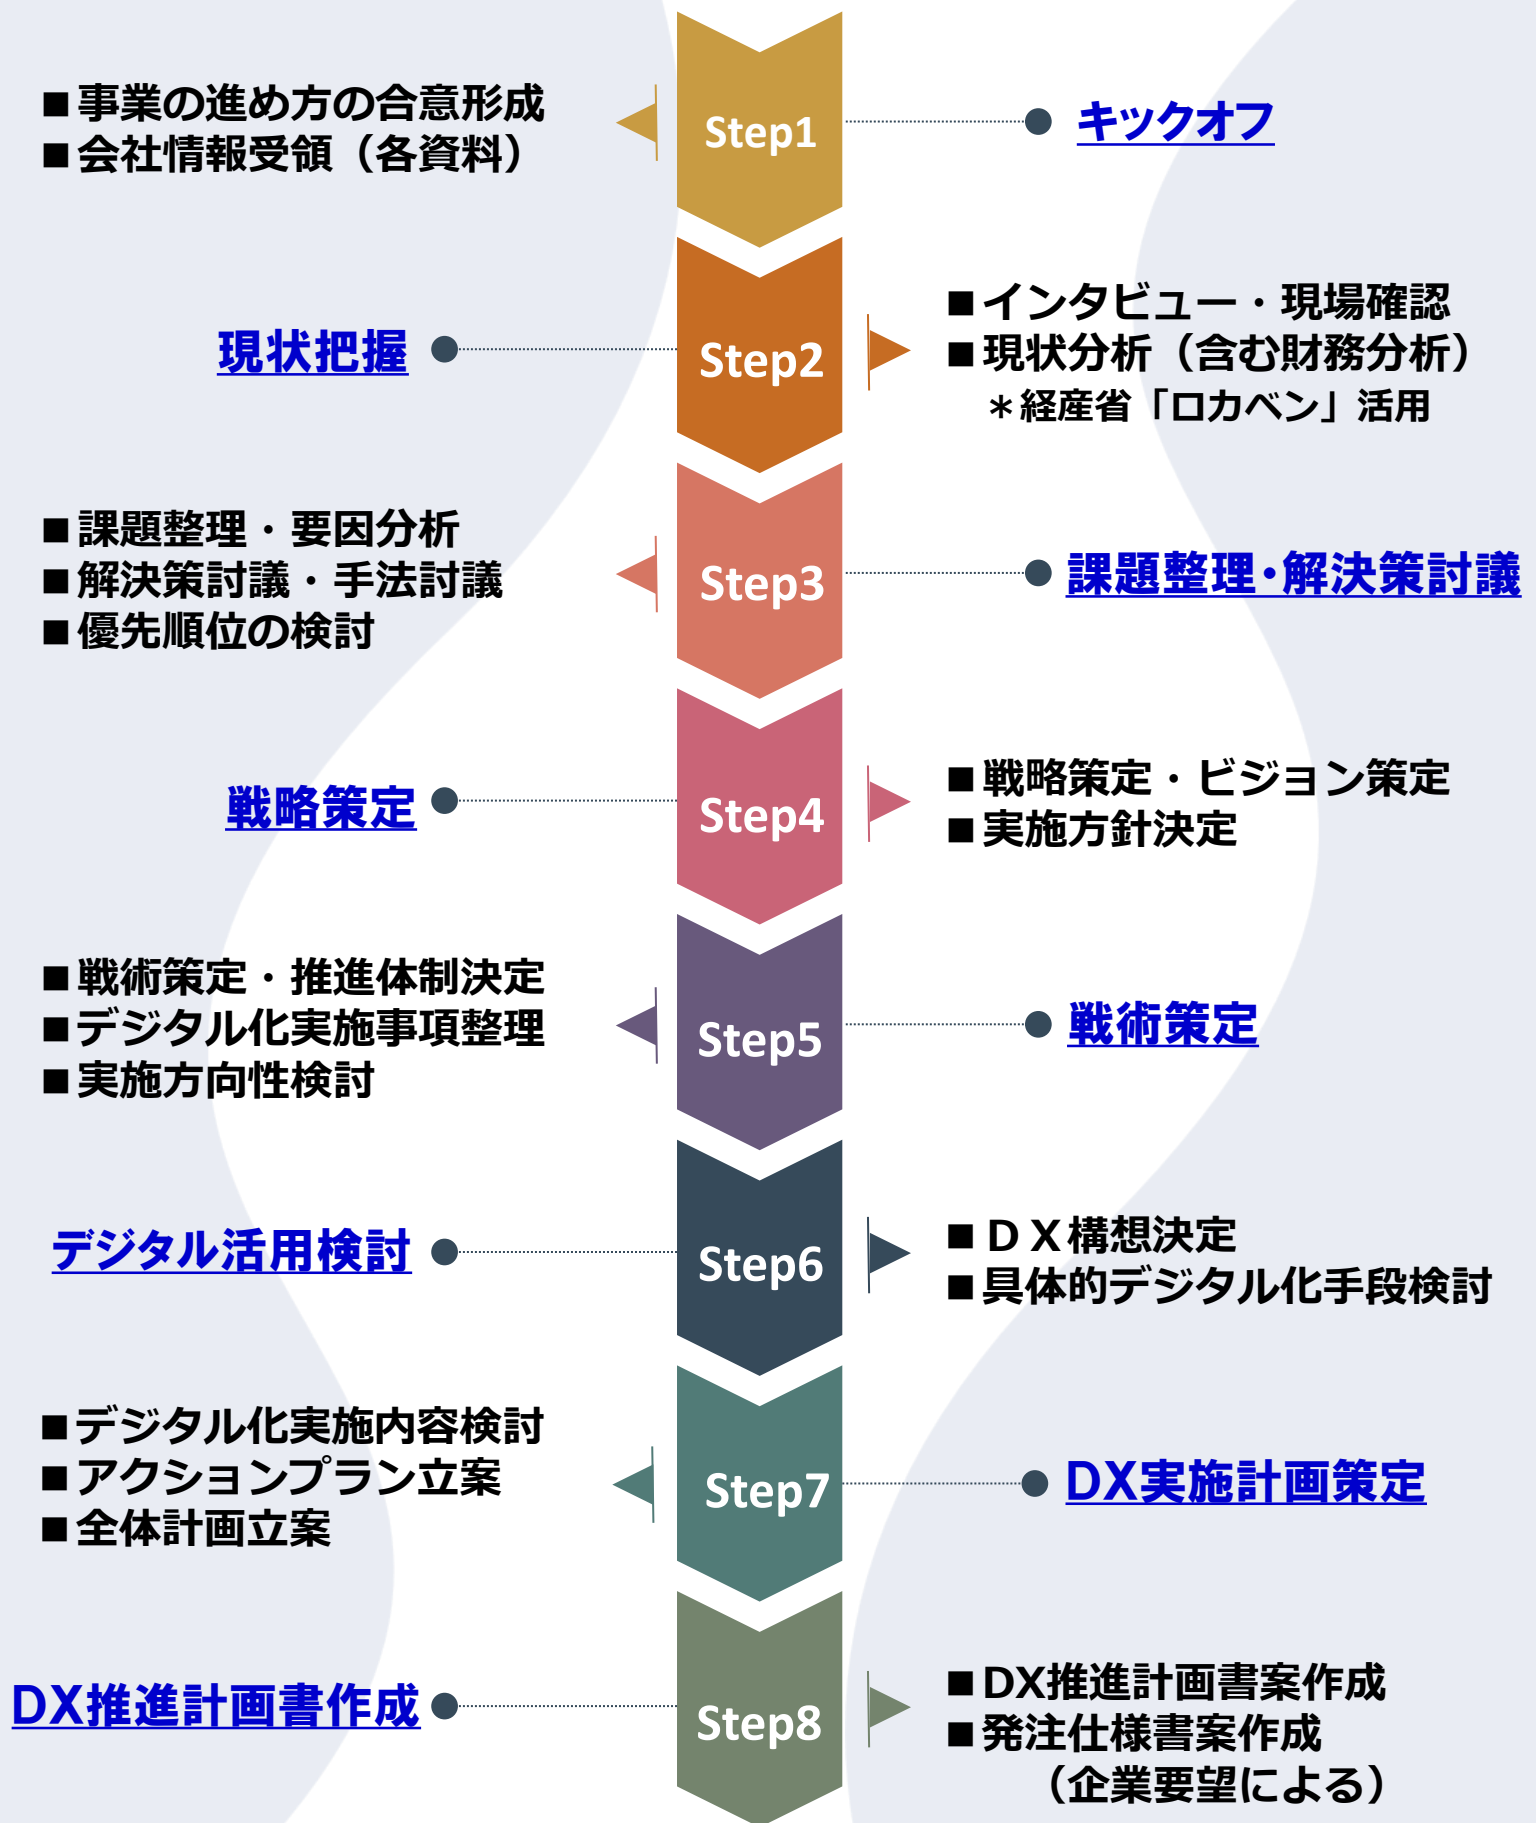 ■事業の進め方の合意形成
■会社情報受領（各資料）
Step1
キックオフ
現状把握
Step2
■インタビュー・現場確認
■現状分析（含む財務分析）
＊経産省「ロカベン」活用
■課題整理・要因分析
■解決策討議・手法討議
■優先順位の検討
Step3
課題整理・解決策討議
戦略策定
Step4
■戦略策定・ビジョン策定
■実施方針決定
■戦術策定・推進体制決定
■デジタル化実施事項整理
■実施方向性検討
Step5
戦術策定
デジタル活用検討
Step6
■ＤＸ構想決定
■具体的デジタル化手段検討
■デジタル化実施内容検討
■アクションプラン立案
■全体計画立案
Step7
DX実施計画策定
DX推進計画書作成
Step8
■DX推進計画書案作成
■発注仕様書案作成
（企業要望による）